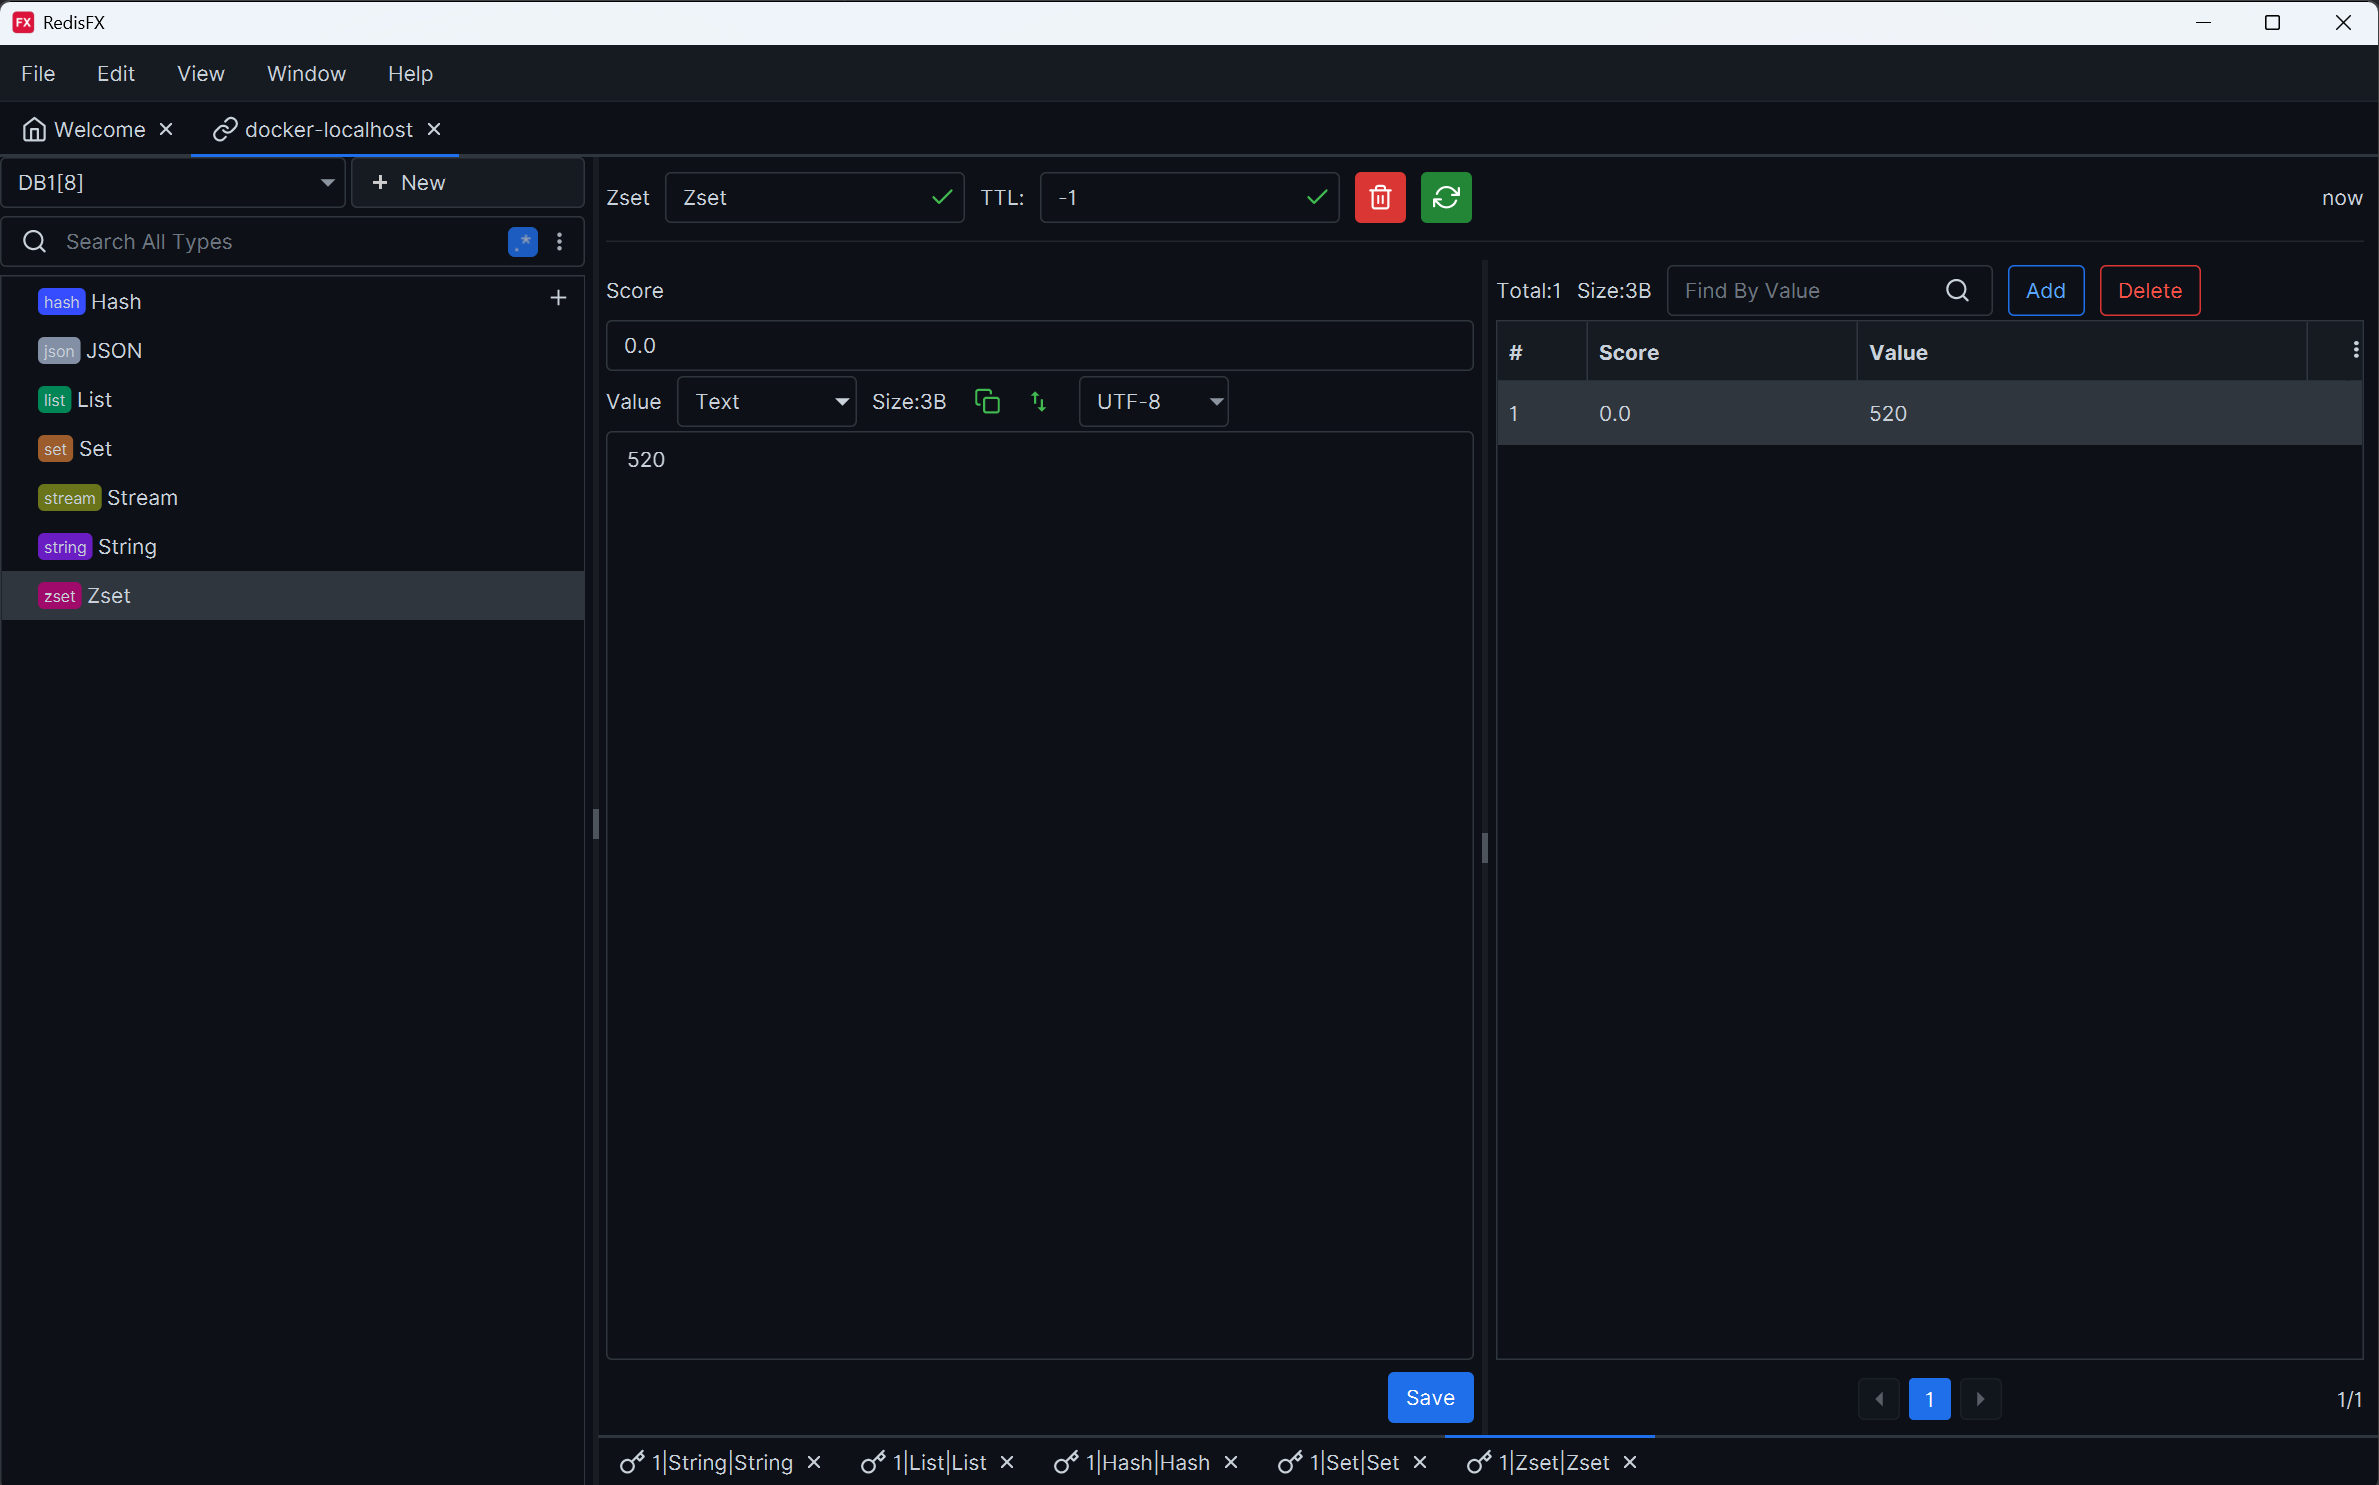 FX RedisFX
File Edit View Window Help
Welcome docker-localhost
DB1[8] + New
Search All Types .*
hash Hash
json JSON
list List
set Set
stream Stream
string String
zset Zset
Zset Zset TTL: -1 now
Score
0.0
Value Text Size:3B UTF-8
520
Save
Total:1 Size:3B Find By Value Add Delete
# Score Value
1 0.0 520
1 1/1
1|String|String 1|List|List 1|Hash|Hash 1|Set|Set 1|Zset|Zset